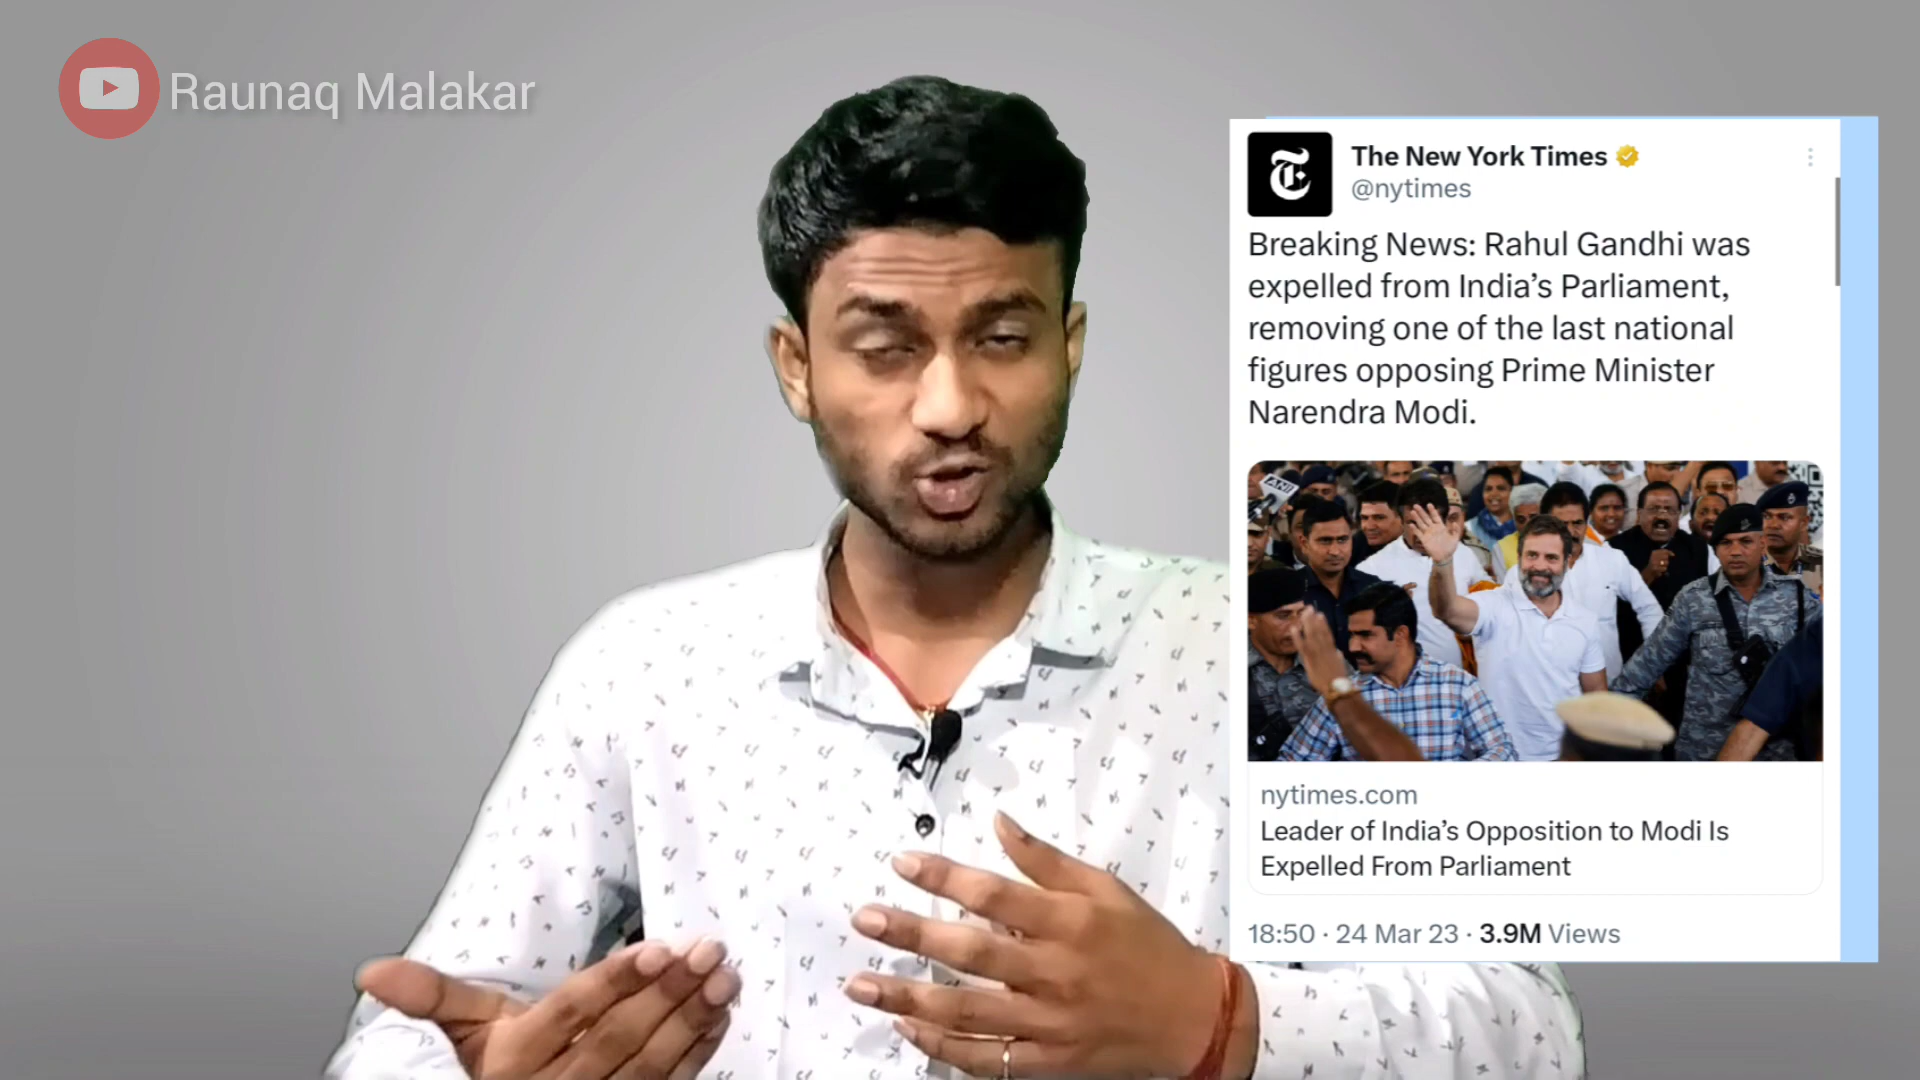 Raunaq Malakar
The New York Times
@nytimes
Breaking News: Rahul Gandhi was
expelled from India’s Parliament,
removing one of the last national
figures opposing Prime Minister
Narendra Modi.
ANI
nytimes.com
Leader of India’s Opposition to Modi Is
Expelled From Parliament
18:50 · 24 Mar 23 · 3.9M Views